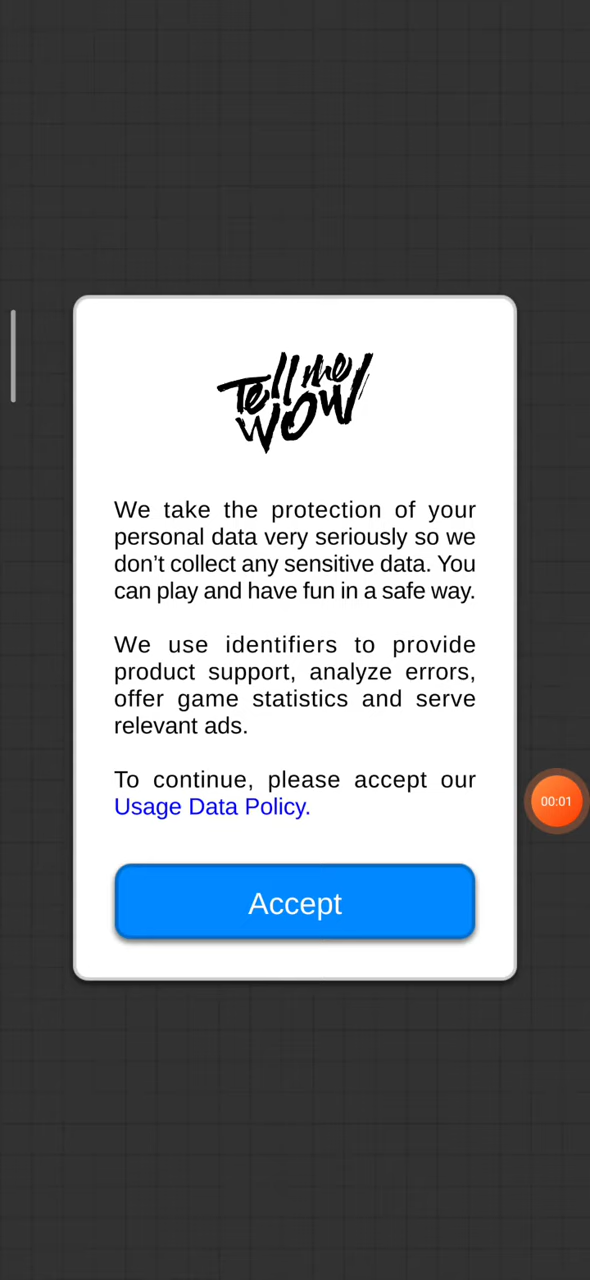 Tell me
WOW
We take the protection of your
personal data very seriously so we
don't collect any sensitive data. You
can play and have fun in a safe way.
We use identifiers to provide
product support, analyze errors,
offer game statistics and serve
relevant ads.
To continue, please accept our
Usage Data Policy.
00:01
Accept